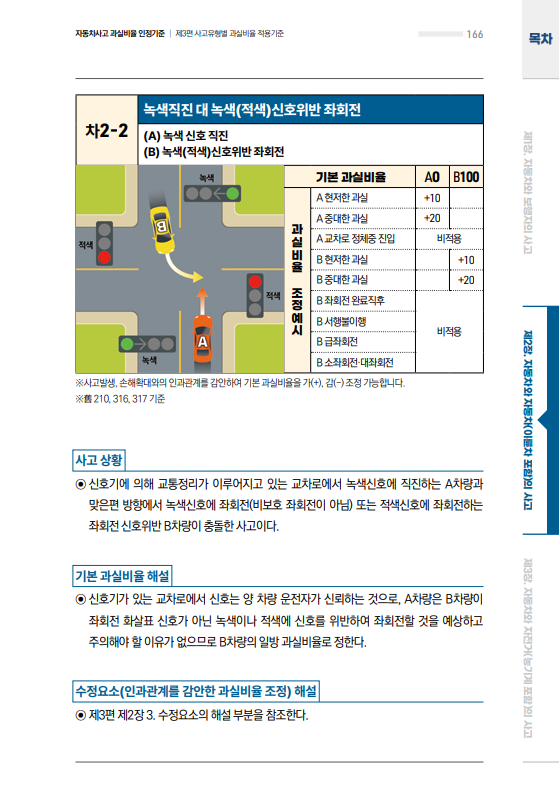 자동차사고 과실비율 인정기준 | 제3편 사고유형별 과실비율 적용기준
166
목차
차2-2
녹색직진 대 녹색(적색)신호위반 좌회전
(A) 녹색 신호 직진
(B) 녹색(적색)신호위반 좌회전
녹색
적색
B
적색
A
녹색
기본 과실비율 A0 B100
과실비율 조정예시
A 현저한 과실 +10
A 중대한 과실 +20
A 교차로 정체중 진입 비적용
B 현저한 과실 +10
B 중대한 과실 +20
B 좌회전 완료직후
B 서행불이행
비적용
B 급좌회전
B 소좌회전·대좌회전
※사고발생, 손해확대와의 인과관계를 감안하여 기본 과실비율을 가(+), 감(-) 조정 가능합니다.
※舊 210, 316, 317 기준
사고 상황
◉ 신호기에 의해 교통정리가 이루어지고 있는 교차로에서 녹색신호에 직진하는 A차량과
맞은편 방향에서 녹색신호에 좌회전(비보호 좌회전이 아님) 또는 적색신호에 좌회전하는
좌회전 신호위반 B차량이 충돌한 사고이다.
기본 과실비율 해설
◉ 신호기가 있는 교차로에서 신호는 양 차량 운전자가 신뢰하는 것으로, A차량은 B차량이
좌회전 화살표 신호가 아닌 녹색이나 적색에 신호를 위반하여 좌회전할 것을 예상하고
주의해야 할 이유가 없으므로 B차량의 일방 과실비율로 정한다.
수정요소(인과관계를 감안한 과실비율 조정) 해설
◉ 제3편 제2장 3. 수정요소의 해설 부분을 참조한다.
제1장. 자동차와 보행자의 사고
제2장. 자동차와 자동차(이륜차 포함)의 사고
제3장. 자동차와 자전거(농기계 포함)의 사고